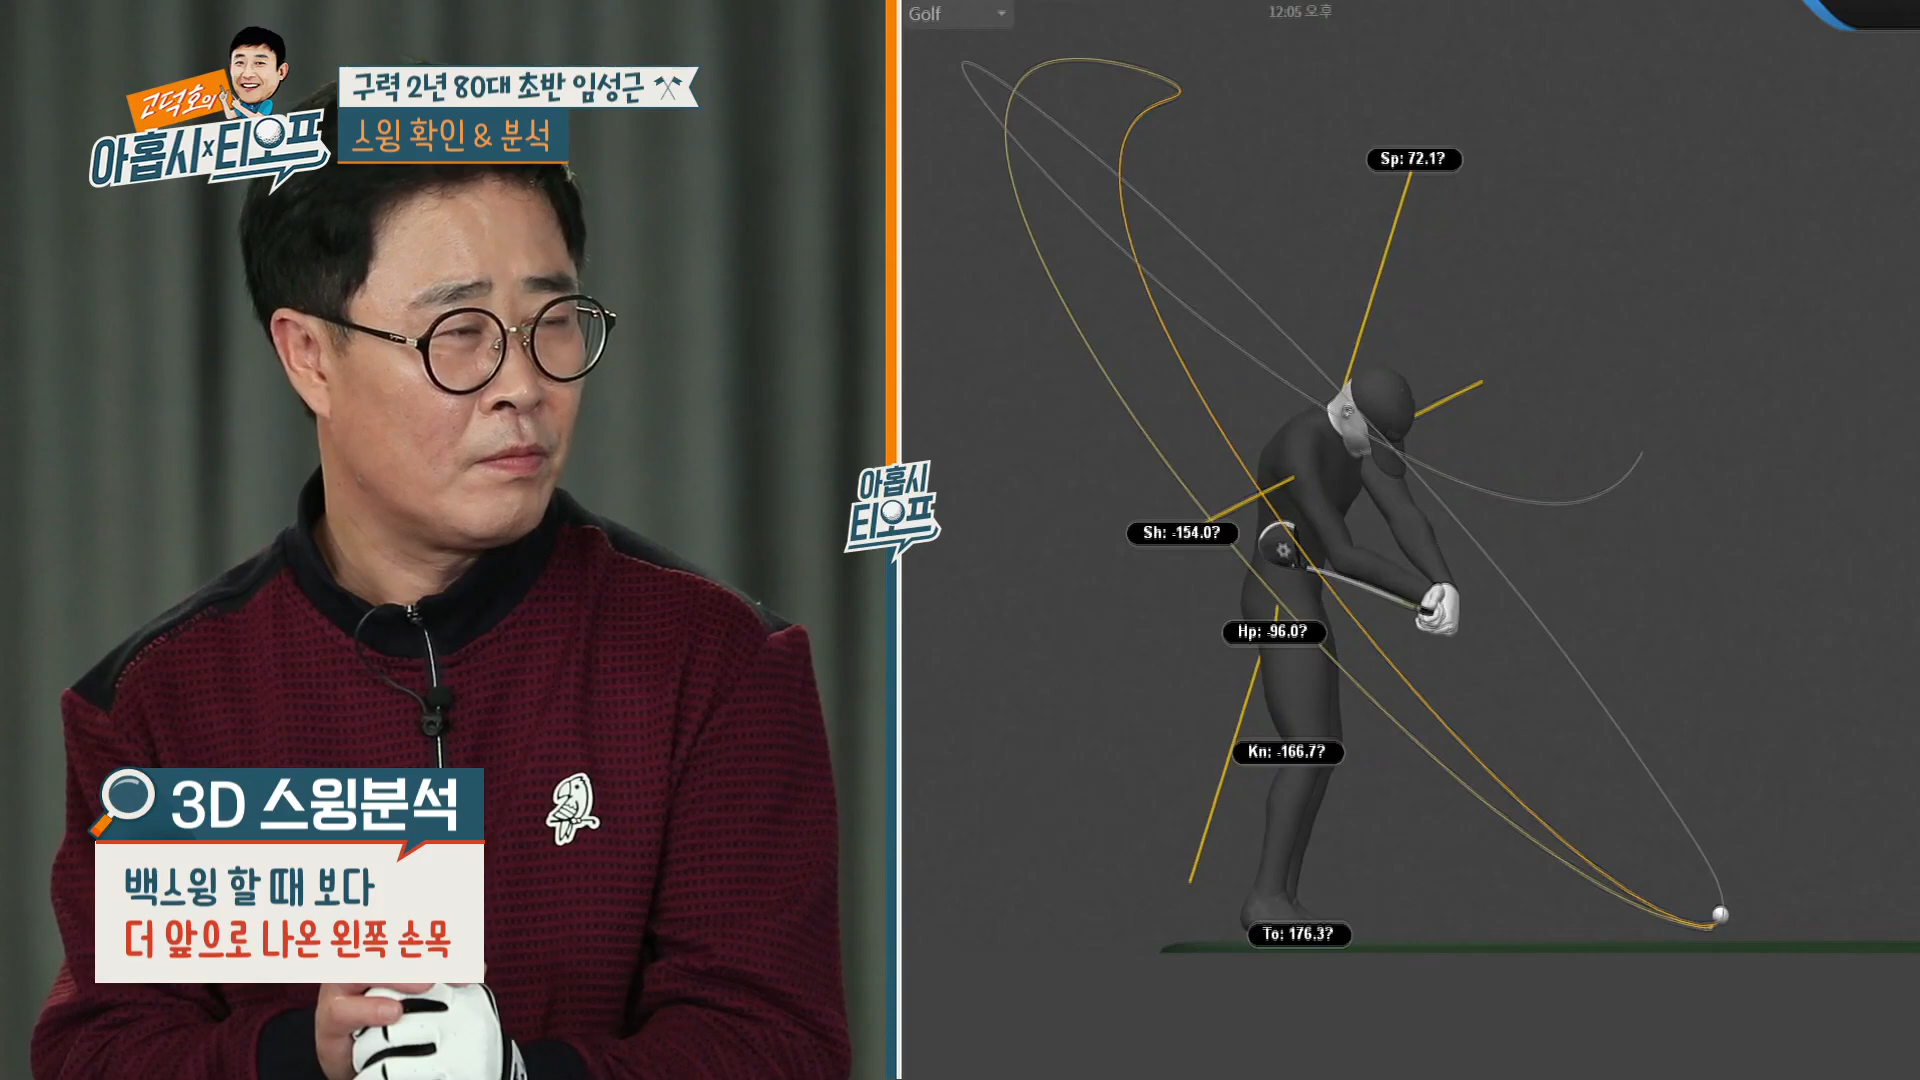 고덕호의
아홉시x티오프
구력 2년 80대 초반 임성근
스윙 확인 & 분석
Golf
12:05 오후
Sp: 72.1?
아홉시
티오프
Sh: -154.0?
Hp: -96.0?
Kn: -166.7?
To: 176.3?
3D 스윙분석
백스윙 할 때 보다
더 앞으로 나온 왼쪽 손목